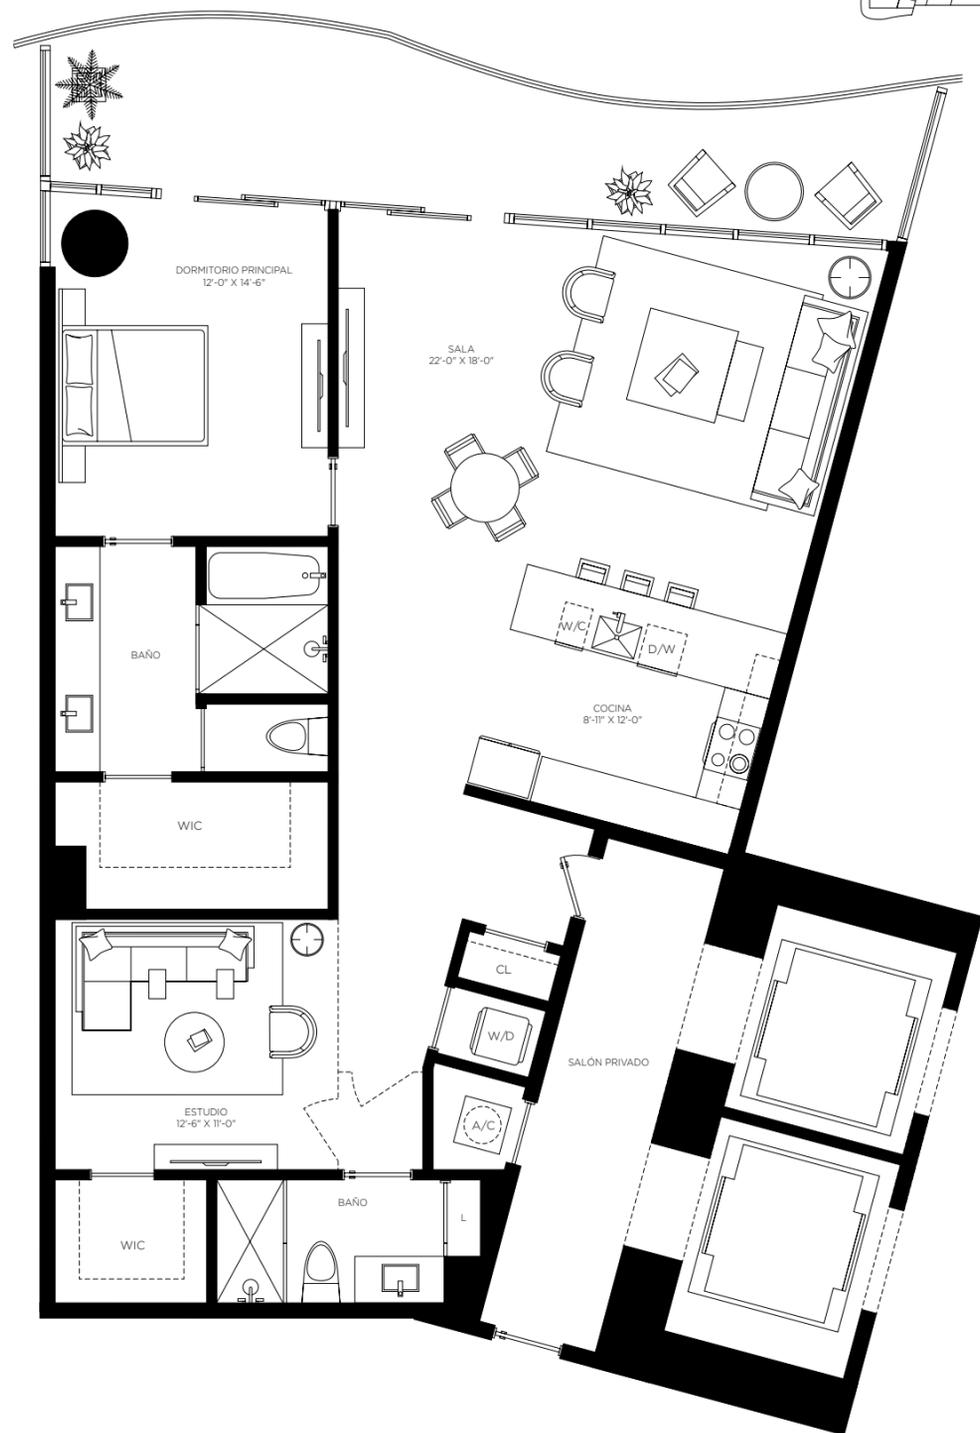 DORMITORIO PRINCIPAL
12'-0" X 14'-6"
SALA
22'-0" X 18'-0"
W/C
D/W
BAÑO
COCINA
8'-11" X 12'-0"
WIC
CL
W/D
SALÓN PRIVADO
ESTUDIO
12'-6" X 11'-0"
A/C
BAÑO
L
WIC